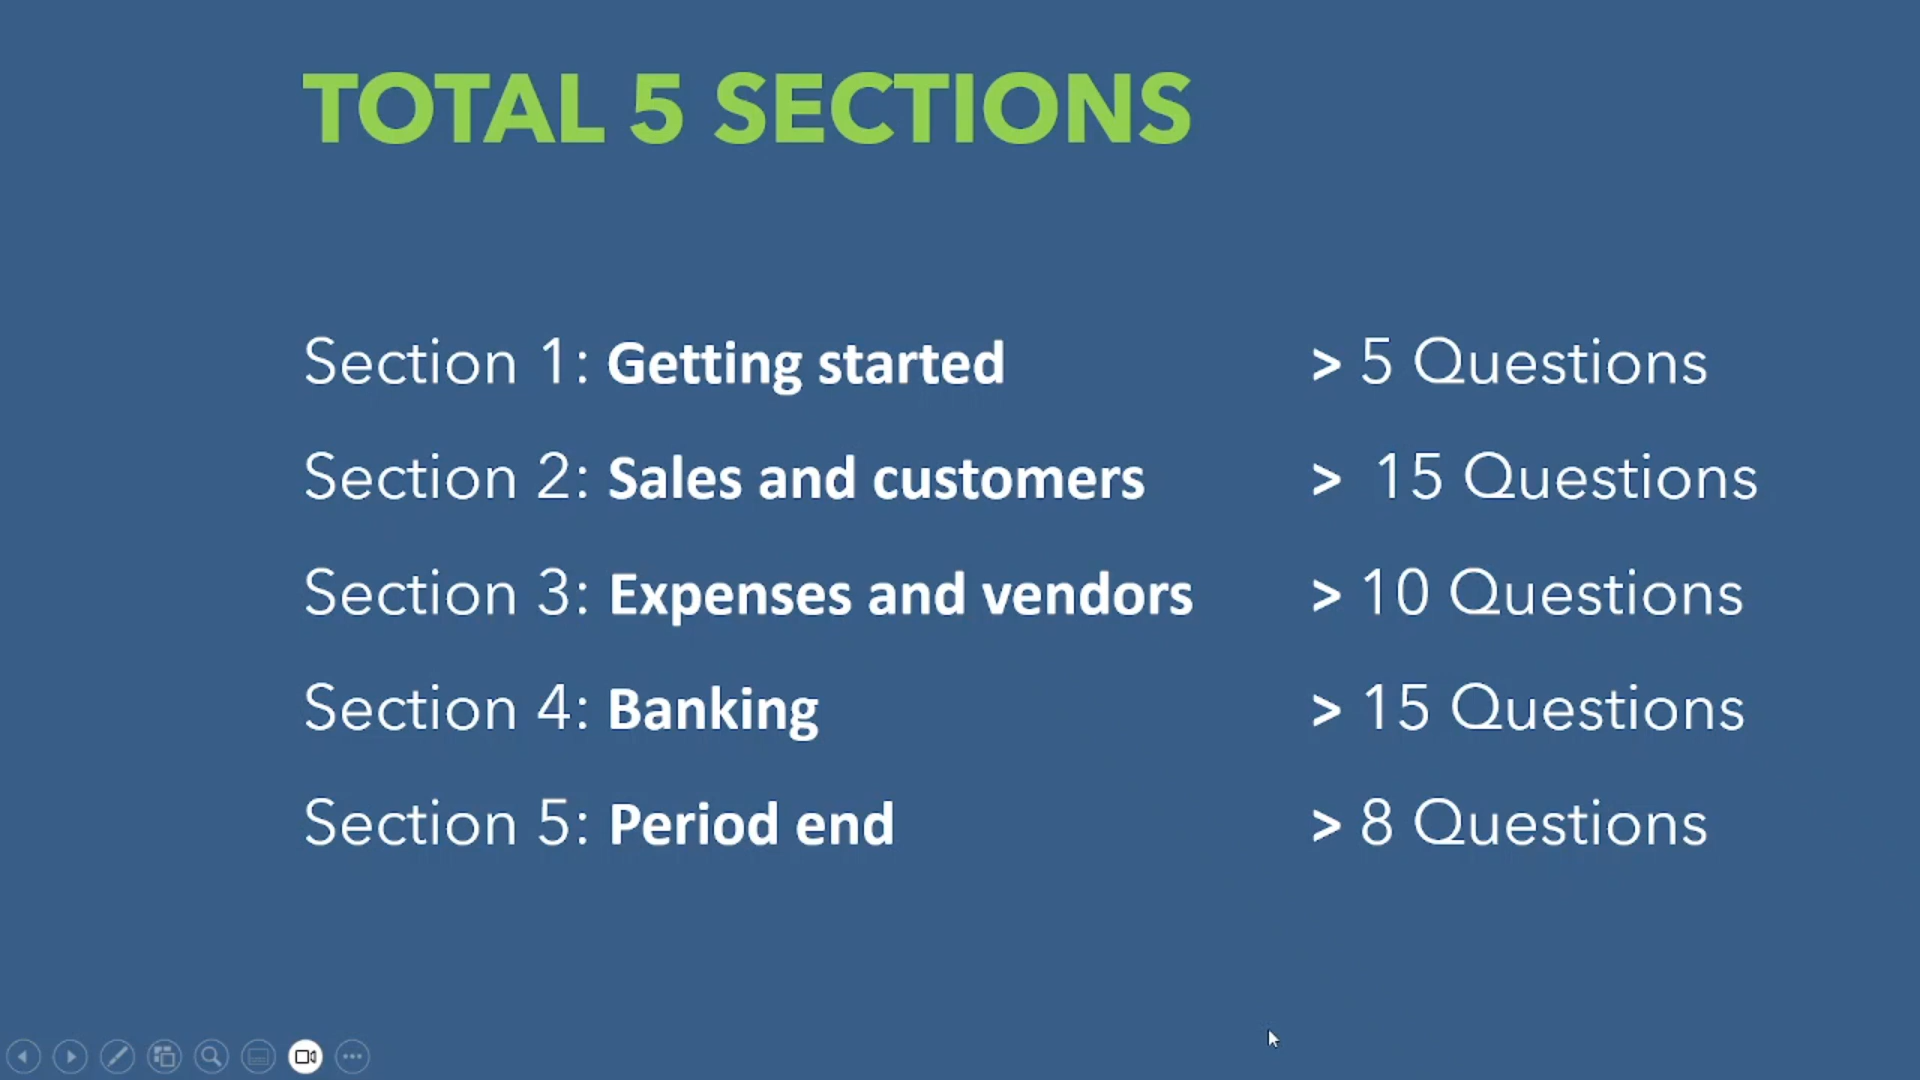 TOTAL 5 SECTIONS
Section 1: Getting started > 5 Questions
Section 2: Sales and customers > 15 Questions
Section 3: Expenses and vendors > 10 Questions
Section 4: Banking > 15 Questions
Section 5: Period end > 8 Questions